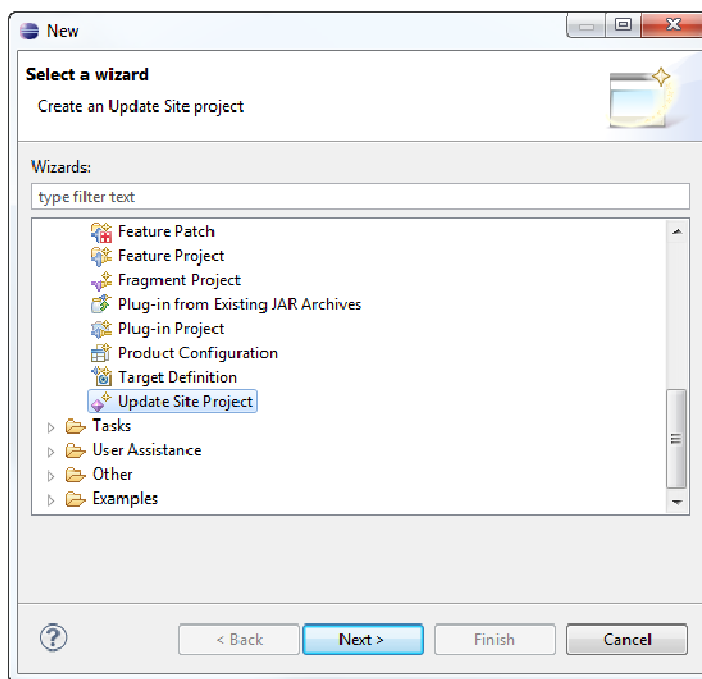 New
Select a wizard
Create an Update Site project
Wizards:
type filter text
Feature Patch
Feature Project
Fragment Project
Plug-in from Existing JAR Archives
Plug-in Project
Product Configuration
Target Definition
Update Site Project
Tasks
User Assistance
Other
Examples
? < Back Next > Finish Cancel